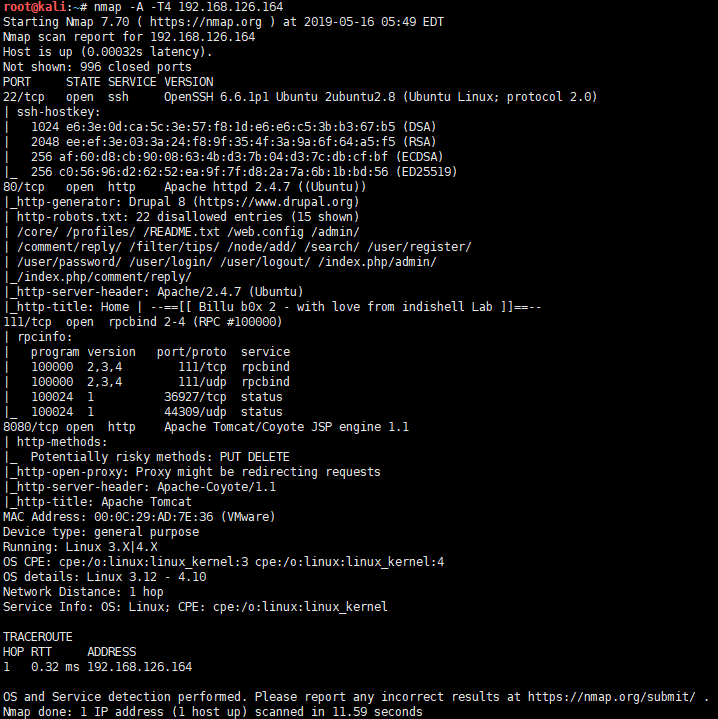 root@kali:~# nmap -A -T4 192.168.126.164
Starting Nmap 7.70 ( https://nmap.org ) at 2019-05-16 05:49 EDT
Nmap scan report for 192.168.126.164
Host is up (0.00032s latency).
Not shown: 996 closed ports
PORT     STATE SERVICE VERSION
22/tcp   open  ssh     OpenSSH 6.6.1p1 Ubuntu 2ubuntu2.8 (Ubuntu Linux; protocol 2.0)
| ssh-hostkey:
|   1024 e6:3e:0d:ca:5c:3e:57:f8:1d:e6:e6:c5:3b:b3:67:b5 (DSA)
|   2048 ee:ef:3e:03:3a:24:f8:9f:35:4f:3a:9a:6f:64:a5:f5 (RSA)
|   256 af:60:d8:cb:90:08:63:4b:d3:7b:04:d3:7c:db:cf:bf (ECDSA)
|_  256 c0:56:96:d2:62:52:ea:9f:7f:d8:2a:7a:6b:1b:bd:56 (ED25519)
80/tcp   open  http    Apache httpd 2.4.7 ((Ubuntu))
|_http-generator: Drupal 8 (https://www.drupal.org)
| http-robots.txt: 22 disallowed entries (15 shown)
| /core/ /profiles/ /README.txt /web.config /admin/
| /comment/reply/ /filter/tips/ /node/add/ /search/ /user/register/
| /user/password/ /user/login/ /user/logout/ /index.php/admin/
|_/index.php/comment/reply/
|_http-server-header: Apache/2.4.7 (Ubuntu)
|_http-title: Home | --==[[ Billu b0x 2 - with love from indishell Lab ]]==--
111/tcp  open  rpcbind 2-4 (RPC #100000)
| rpcinfo:
|   program version   port/proto  service
|   100000  2,3,4        111/tcp  rpcbind
|   100000  2,3,4        111/udp  rpcbind
|   100024  1          36927/tcp  status
|_  100024  1          44309/udp  status
8080/tcp open  http    Apache Tomcat/Coyote JSP engine 1.1
| http-methods:
|_  Potentially risky methods: PUT DELETE
|_http-open-proxy: Proxy might be redirecting requests
|_http-server-header: Apache-Coyote/1.1
|_http-title: Apache Tomcat
MAC Address: 00:0C:29:AD:7E:36 (VMware)
Device type: general purpose
Running: Linux 3.X|4.X
OS CPE: cpe:/o:linux:linux_kernel:3 cpe:/o:linux:linux_kernel:4
OS details: Linux 3.12 - 4.10
Network Distance: 1 hop
Service Info: OS: Linux; CPE: cpe:/o:linux:linux_kernel

TRACEROUTE
HOP RTT     ADDRESS
1   0.32 ms 192.168.126.164

OS and Service detection performed. Please report any incorrect results at https://nmap.org/submit/ .
Nmap done: 1 IP address (1 host up) scanned in 11.59 seconds